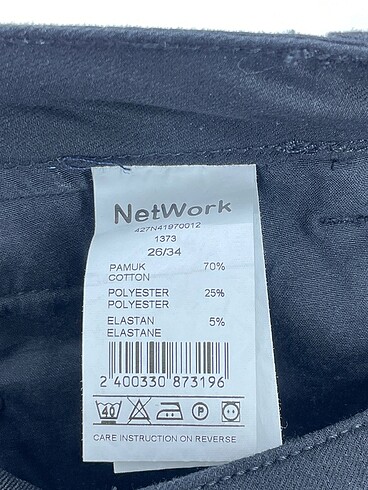 NetWork
427N41970012
1373
26/34
PAMUK 70%
COTTON
POLYESTER 25%
POLYESTER
ELASTAN 5%
ELASTANE
2 400330 873196
40 P
CARE INSTRUCTION ON REVERSE